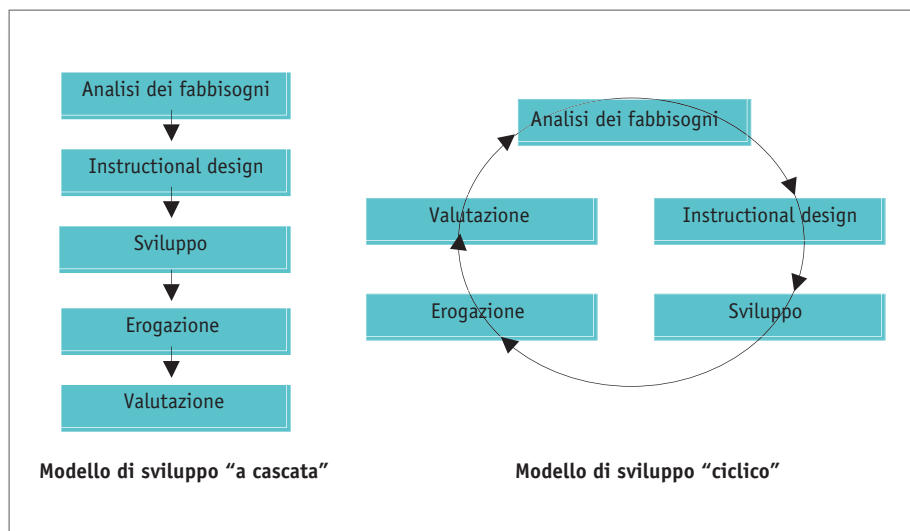 Analisi dei fabbisogni
Instructional design
Sviluppo
Erogazione
Valutazione
Modello di sviluppo “a cascata”
Analisi dei fabbisogni
Valutazione
Instructional design
Erogazione
Sviluppo
Modello di sviluppo “ciclico”